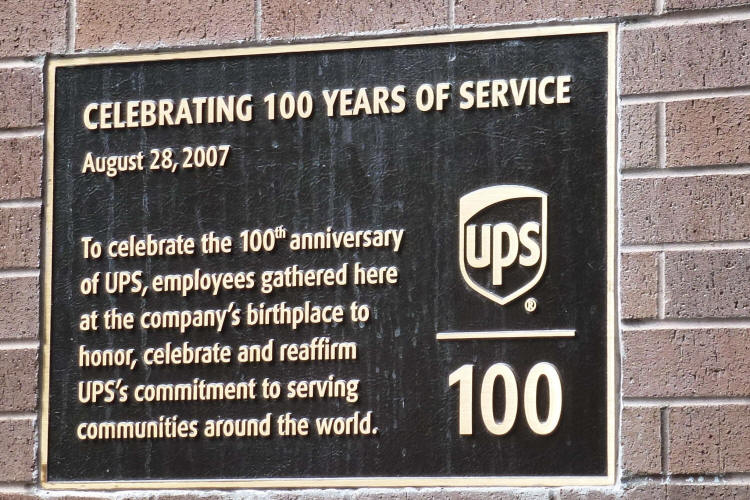 CELEBRATING 100 YEARS OF SERVICE
August 28, 2007
To celebrate the 100th anniversary
of UPS, employees gathered here
at the company's birthplace to
honor, celebrate and reaffirm
UPS's commitment to serving
communities around the world.
ups
®
100